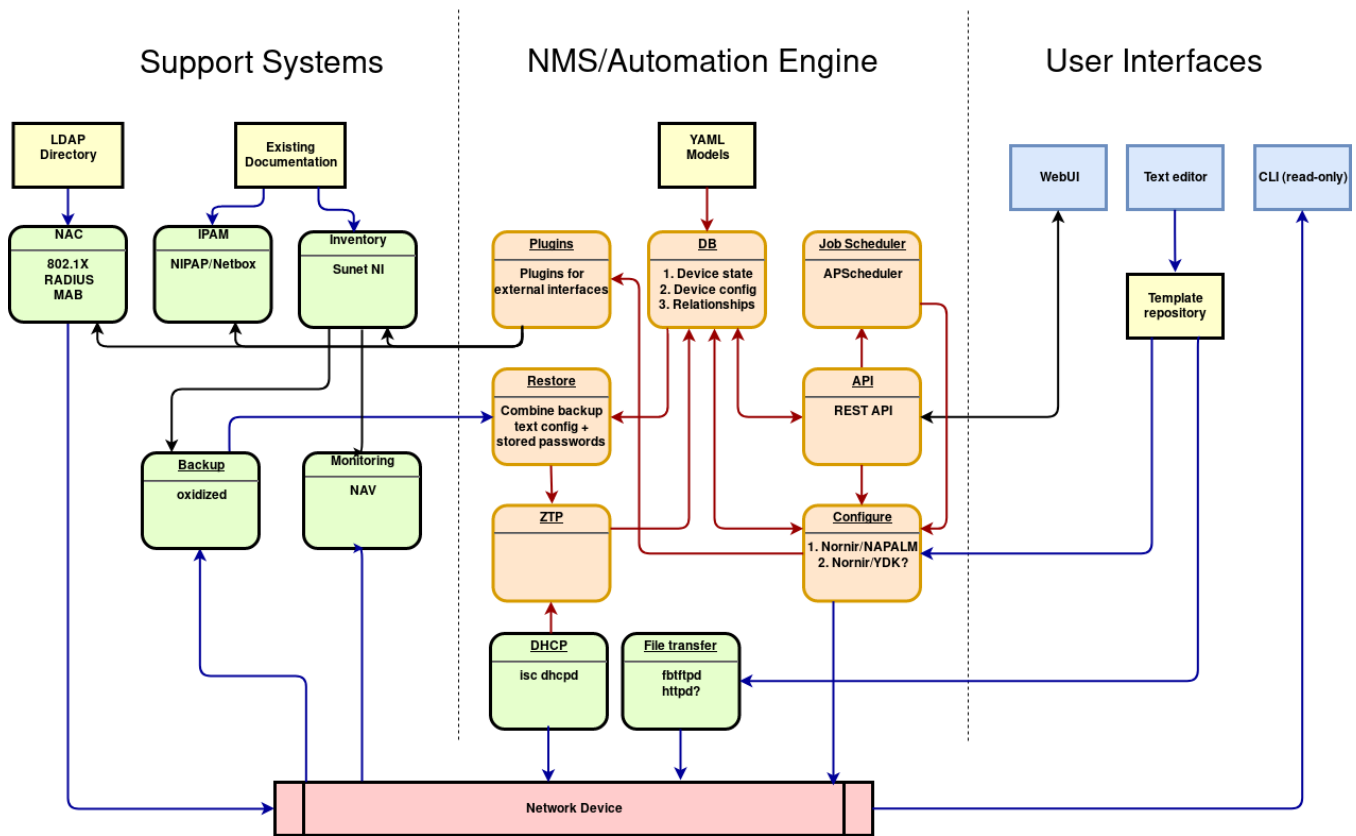 Support Systems
NMS/Automation Engine
User Interfaces
LDAP
Directory
Existing
Documentation
YAML
Models
WebUI
Text editor
CLI (read-only)
NAC
802.1X
RADIUS
MAB
IPAM
NIPAP/Netbox
Inventory
Sunet NI
Plugins
Plugins for
external interfaces
DB
1. Device state
2. Device config
3. Relationships
Job Scheduler
APScheduler
Template
repository
Restore
Combine backup
text config +
stored passwords
API
REST API
Backup
oxidized
Monitoring
NAV
ZTP
Configure
1. Nornir/NAPALM
2. Nornir/YDK?
DHCP
isc dhcpd
File transfer
fbtftpd
httpd?
Network Device